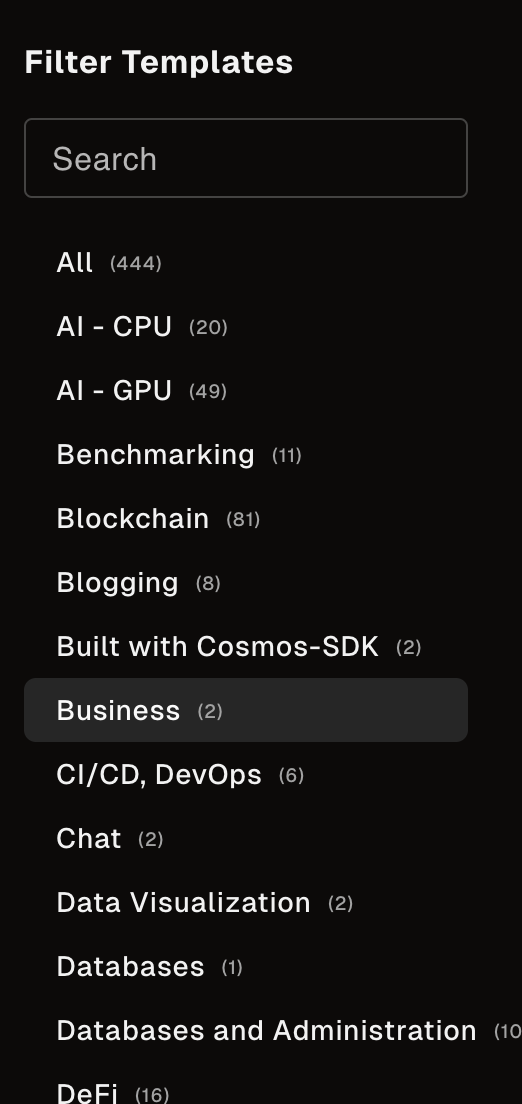 Filter Templates
Search
All (444)
AI - CPU (20)
AI - GPU (49)
Benchmarking (11)
Blockchain (81)
Blogging (8)
Built with Cosmos-SDK (2)
Business (2)
CI/CD, DevOps (6)
Chat (2)
Data Visualization (2)
Databases (1)
Databases and Administration (10
DeFi (16)